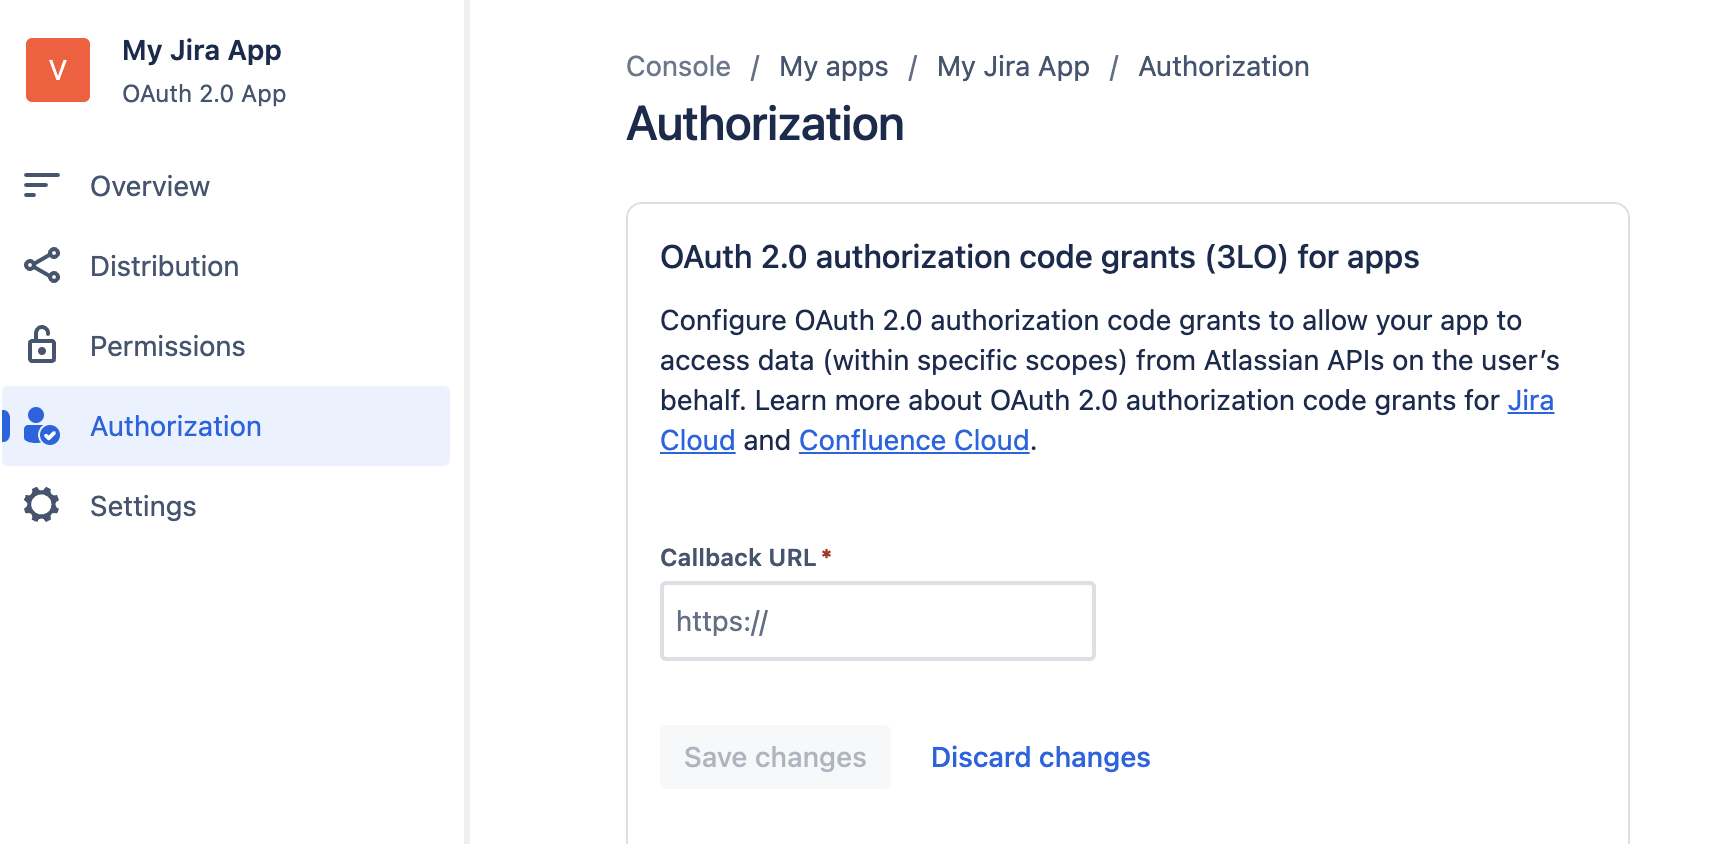 V
My Jira App
OAuth 2.0 App
Overview
Distribution
Permissions
Authorization
Settings
Console / My apps / My Jira App / Authorization
Authorization
OAuth 2.0 authorization code grants (3LO) for apps
Configure OAuth 2.0 authorization code grants to allow your app to
access data (within specific scopes) from Atlassian APIs on the user’s
behalf. Learn more about OAuth 2.0 authorization code grants for Jira
Cloud and Confluence Cloud.
Callback URL *
https://
Save changes Discard changes